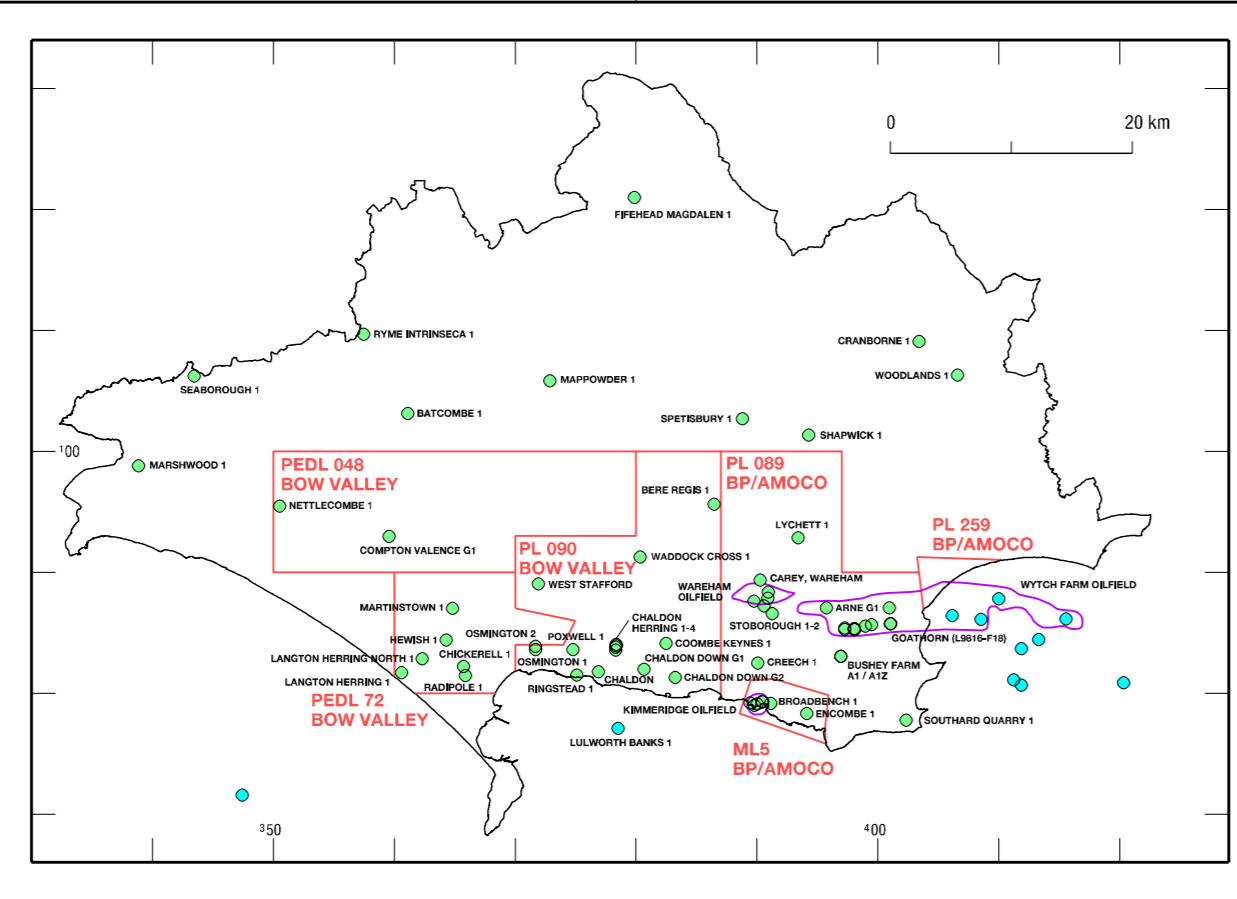 0
20 km
FIFEHEAD MAGDALEN 1
RYME INTRINSECA 1
CRANBORNE 1
SEABOROUGH 1
MAPPOWDER 1
WOODLANDS 1
BATCOMBE 1
SPETISBURY 1
SHAPWICK 1
100
MARSHWOOD 1
PEDL 048
BOW VALLEY
PL 089
BP/AMOCO
NETTLECOMBE 1
BERE REGIS 1
LYCHETT 1
COMPTON VALENCE G1
PL 090
BOW VALLEY
PL 259
BP/AMOCO
WADDOCK CROSS 1
WEST STAFFORD
CAREY, WAREHAM
WAREHAM
OILFIELD
WYTCH FARM OILFIELD
MARTINSTOWN 1
ARNE G1
STOBOROUGH 1-2
CHALDON
HERRING 1-4
GOATHORN (L9816-F18)
HEWISH 1
OSMINGTON 2
POXWELL 1
COOMBE KEYNES 1
LANGTON HERRING NORTH 1
CHICKERELL 1
OSMINGTON 1
CHALDON DOWN G1
CREECH 1
BUSHEY FARM
A1 / A1Z
LANGTON HERRING 1
RADIPOLE 1
RINGSTEAD 1
CHALDON
CHALDON DOWN G2
PEDL 72
BOW VALLEY
KIMMERIDGE OILFIELD
BROADBENCH 1
ENCOMBE 1
SOUTHARD QUARRY 1
LULWORTH BANKS 1
ML5
BP/AMOCO
350
400